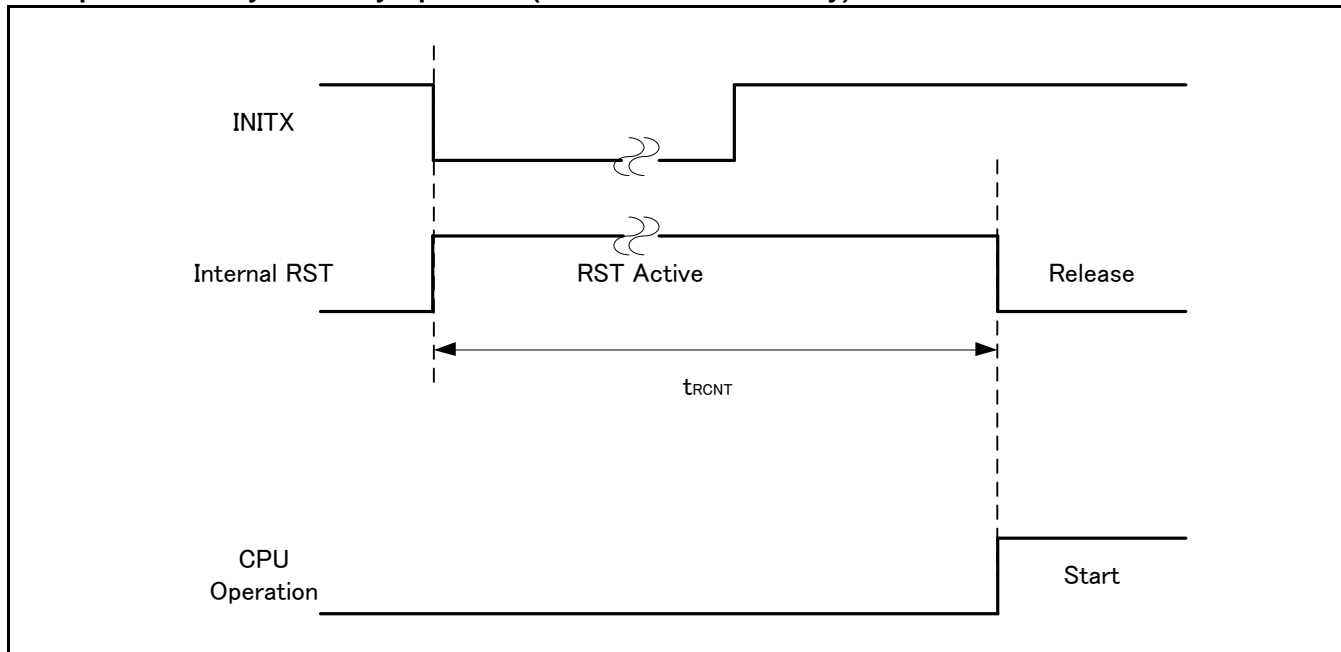 INITX
Internal RST
RST Active
Release
tRCNT
CPU
Operation
Start